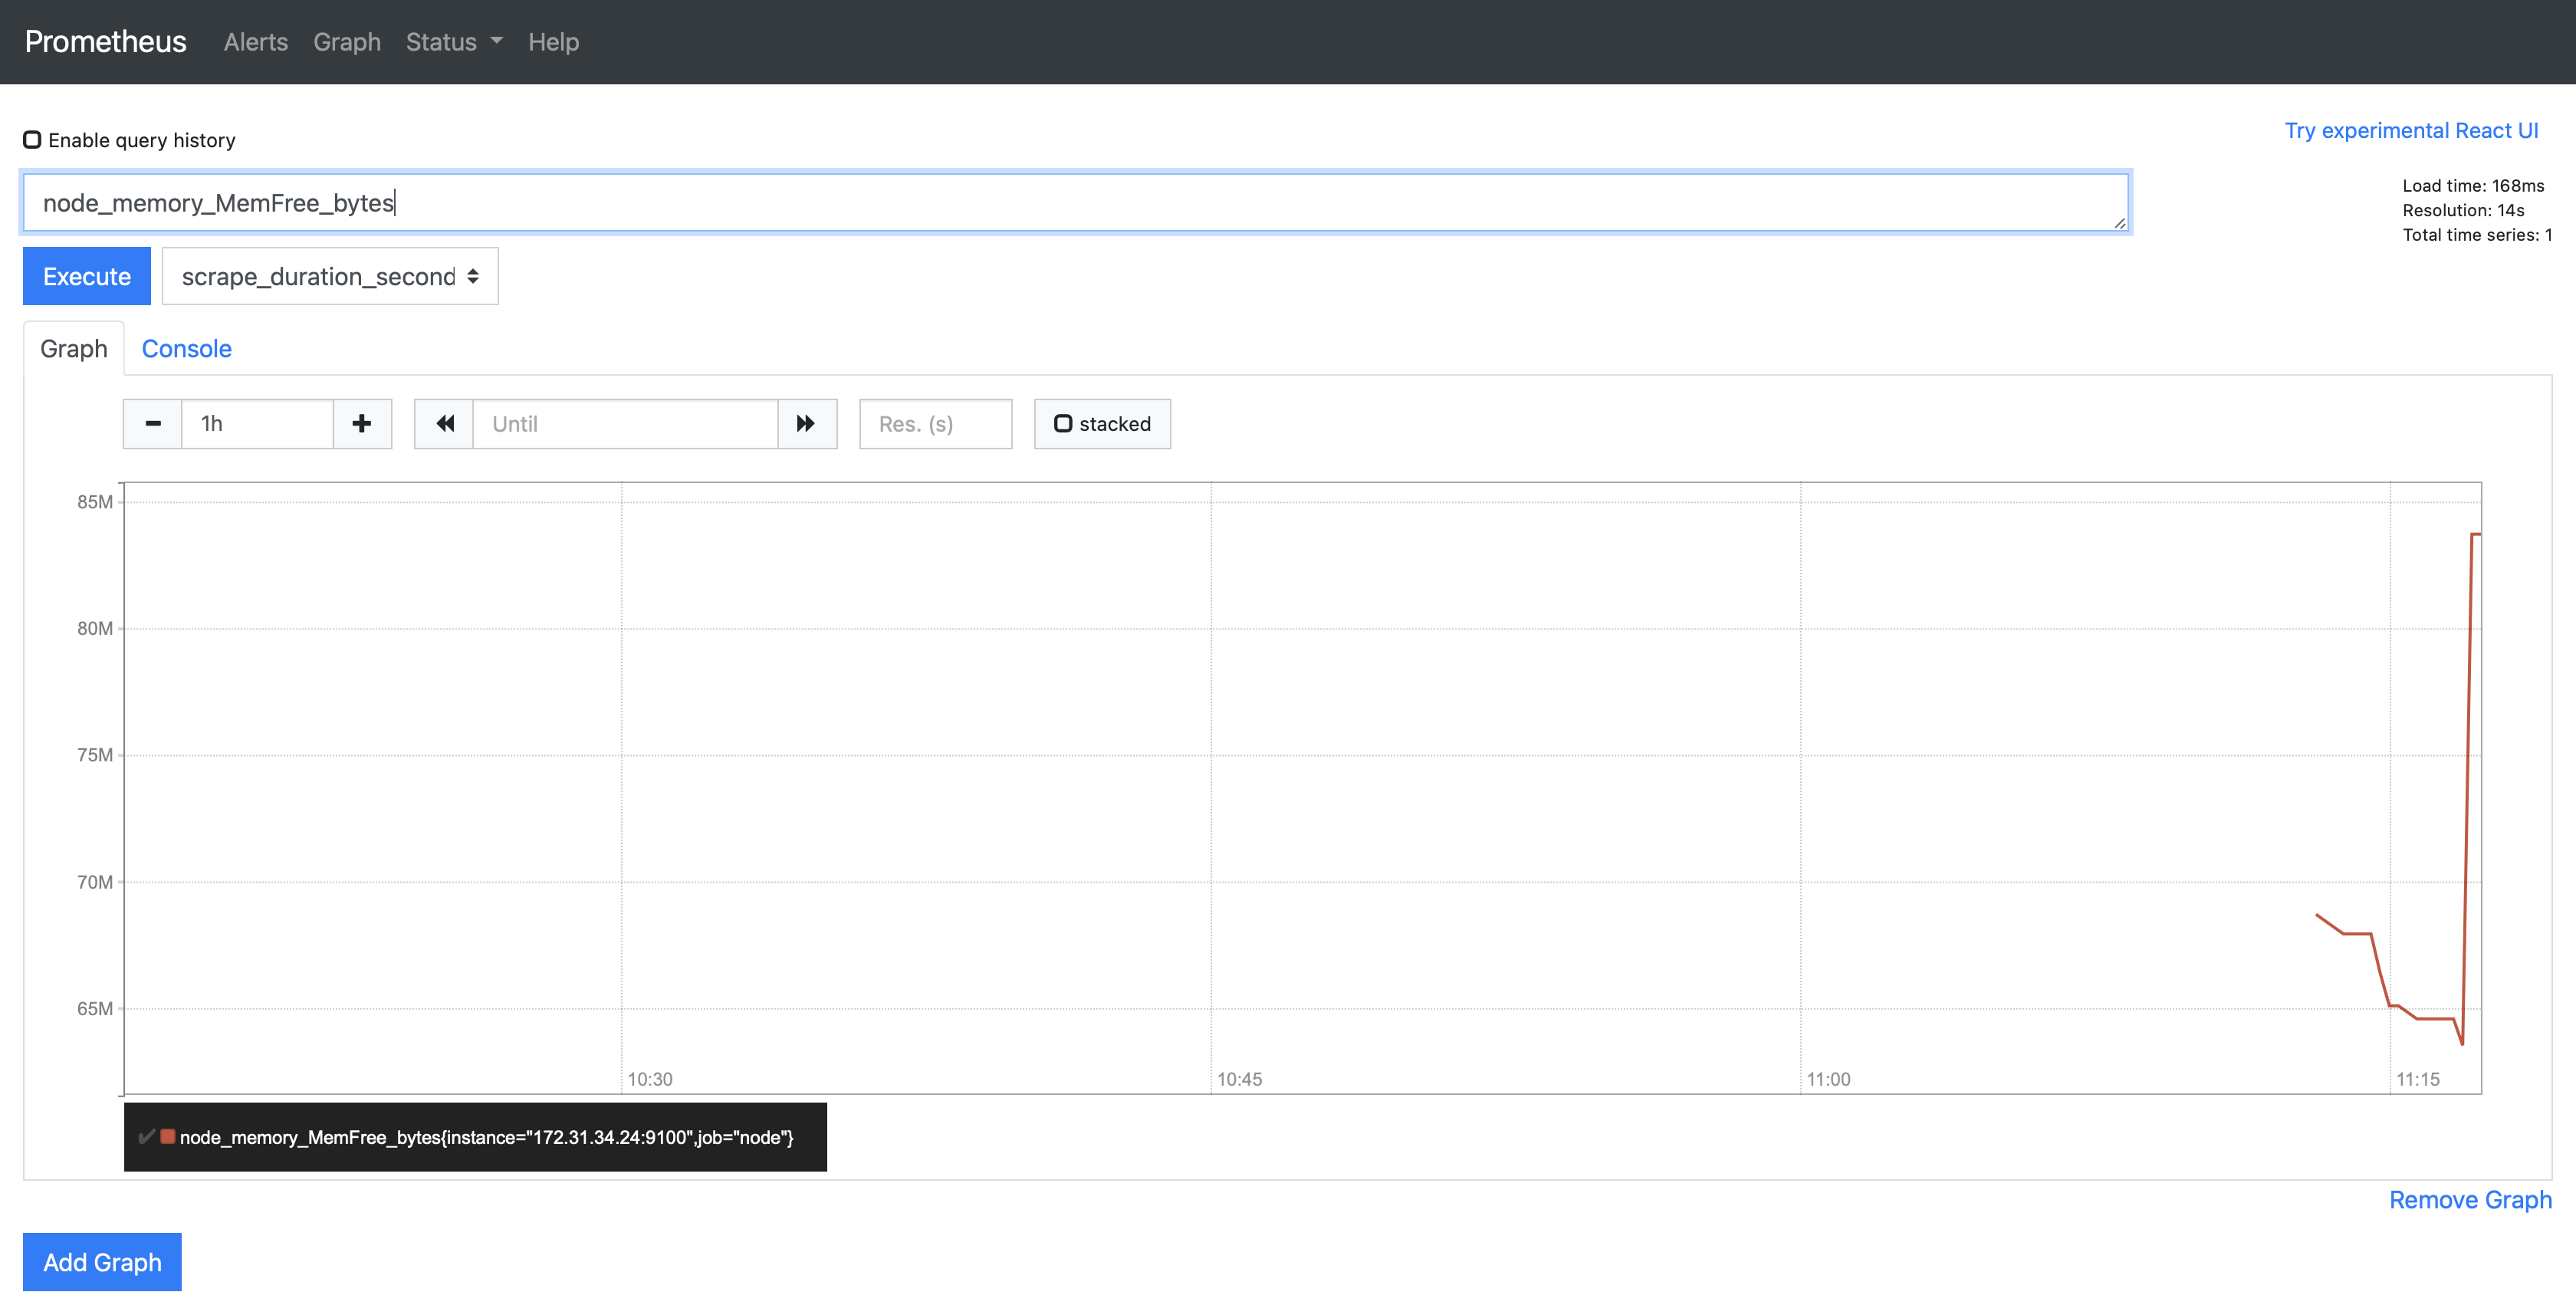 Prometheus Alerts Graph Status Help
Enable query history
Try experimental React UI
node_memory_MemFree_bytes
Load time: 168ms
Resolution: 14s
Total time series: 1
Execute scrape_duration_second
Graph Console
1h Until Res. (s) stacked
85M
80M
75M
70M
65M
10:30 10:45 11:00 11:15
node_memory_MemFree_bytes{instance="172.31.34.24:9100",job="node"}
Remove Graph
Add Graph